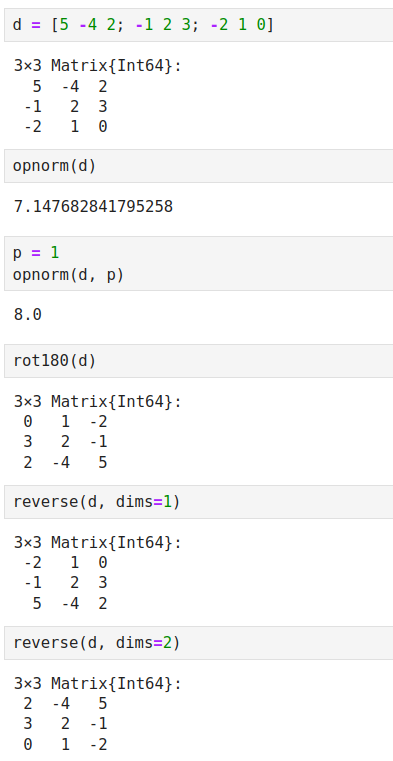 d = [5 -4 2; -1 2 3; -2 1 0]
3×3 Matrix{Int64}:
  5  -4  2
 -1   2  3
 -2   1  0
opnorm(d)
7.147682841795258
p = 1
opnorm(d, p)
8.0
rot180(d)
3×3 Matrix{Int64}:
 0   1  -2
 3   2  -1
 2  -4   5
reverse(d, dims=1)
3×3 Matrix{Int64}:
 -2   1  0
 -1   2  3
  5  -4  2
reverse(d, dims=2)
3×3 Matrix{Int64}:
 2  -4   5
 3   2  -1
 0   1  -2